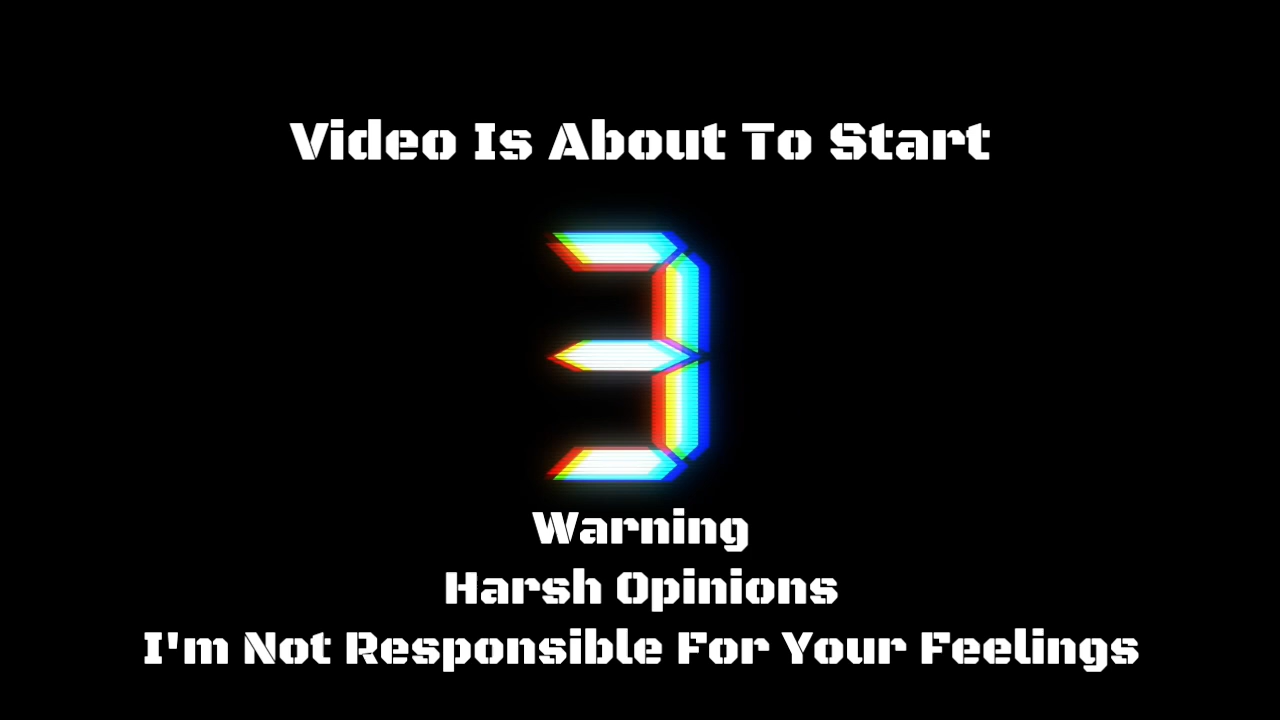 Video Is About To Start
3
Warning
Harsh Opinions
I'm Not Responsible For Your Feelings